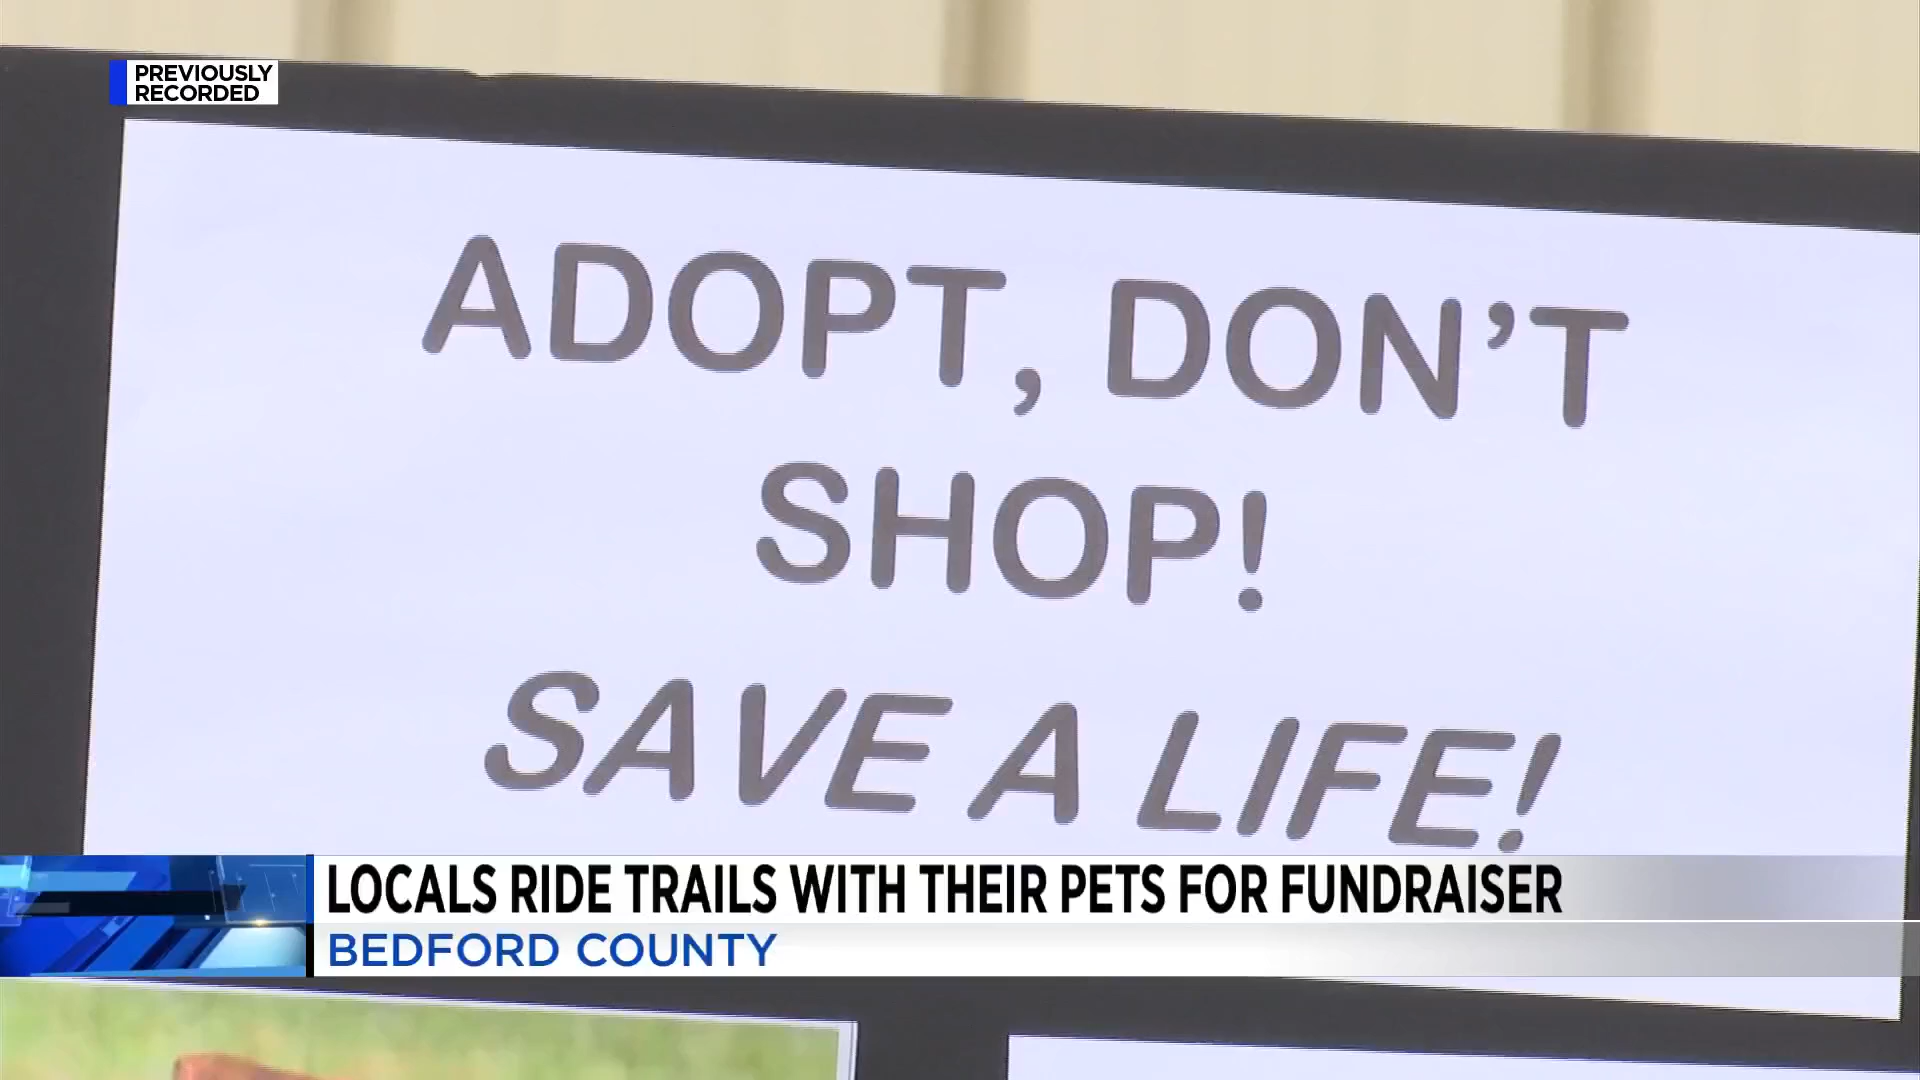 PREVIOUSLY
RECORDED
ADOPT, DON'T
SHOP!
SAVE A LIFE!
LOCALS RIDE TRAILS WITH THEIR PETS FOR FUNDRAISER
BEDFORD COUNTY